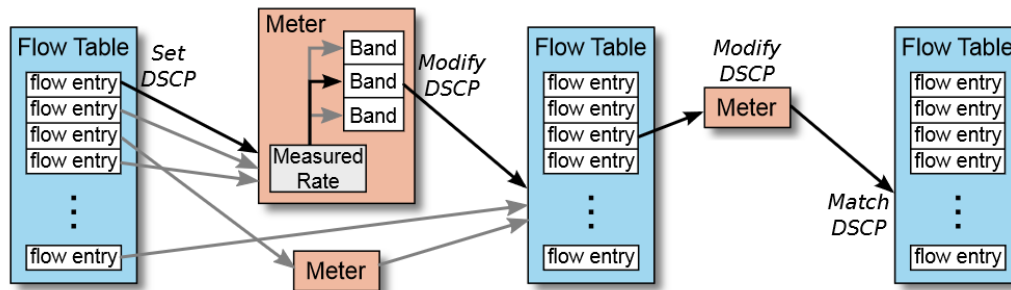 Flow Table
flow entry
flow entry
flow entry
flow entry
flow entry
Set
DSCP
Meter
Band
Band
Band
Measured
Rate
Modify
DSCP
Meter
Flow Table
flow entry
flow entry
flow entry
flow entry
flow entry
Modify
DSCP
Meter
Match
DSCP
Flow Table
flow entry
flow entry
flow entry
flow entry
flow entry